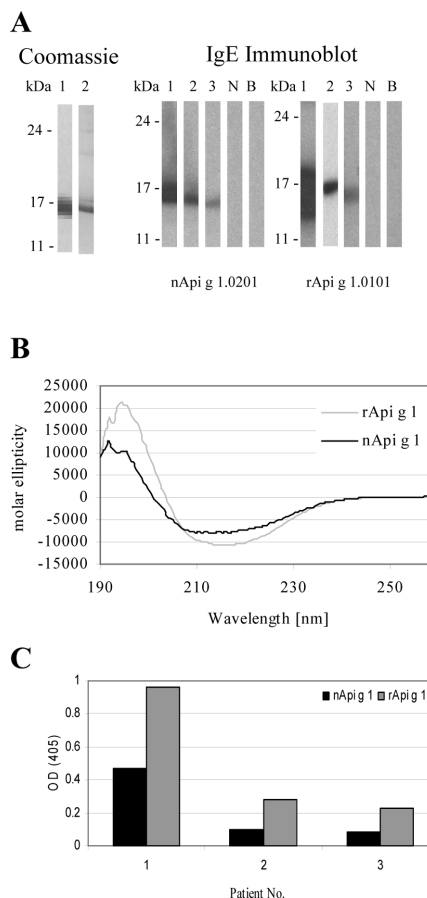 A
Coomassie IgE Immunoblot
kDa 1 2 kDa 1 2 3 N B kDa 1 2 3 N B
24 - 24 - 24 -
17 - 17 - 17 -
11 - 11 - 11 -
nApi g 1.0201 rApi g 1.0101
B
25000
20000
15000
10000
5000
0
-5000
-10000
-15000
molar ellipticity
rApi g 1
nApi g 1
190 210 230 250
Wavelength [nm]
C
1
0.8
0.6
0.4
0.2
0
OD (405)
nApi g 1 rApi g 1
1 2 3
Patient No.